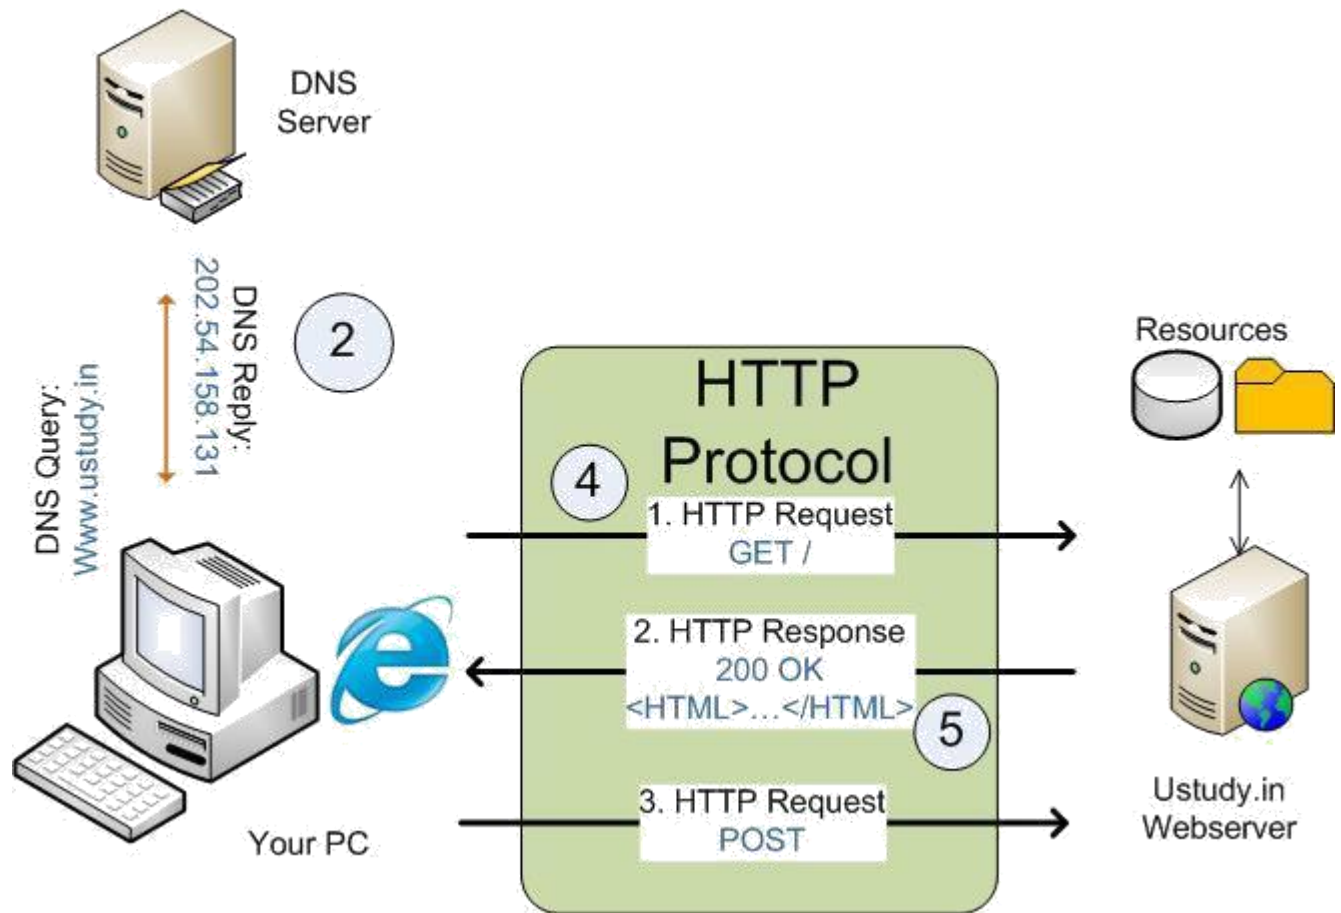 DNS
Server
DNS Reply:
202.54.158.131
2
DNS Query:
Www.ustudy.in
HTTP
Protocol
4
1. HTTP Request
GET /
2. HTTP Response
200 OK
<HTML>...</HTML>
5
3. HTTP Request
POST
Your PC
Resources
Ustudy.in
Webserver